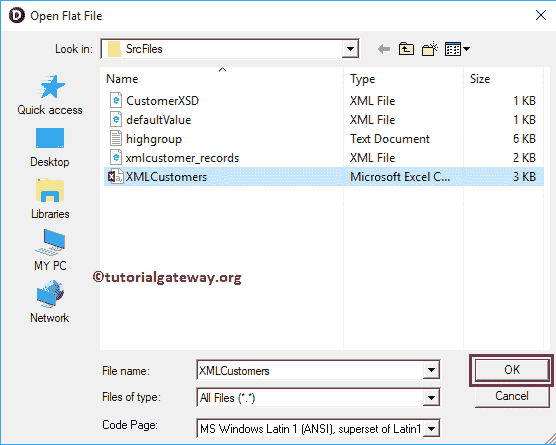 D Open Flat File
Look in: SrcFiles
Name Type Size
CustomerXSD XML File 1 KB
defaultValue XML File 1 KB
highgroup Text Document 6 KB
xmlcustomer_records XML File 2 KB
XMLCustomers Microsoft Excel C... 3 KB
Quick access
Desktop
Libraries
MY PC
Network
©tutorialgateway.org
File name: XMLCustomers OK
Files of type: All Files (*.*) Cancel
Code Page: MS Windows Latin 1 (ANSI), superset of Latin1